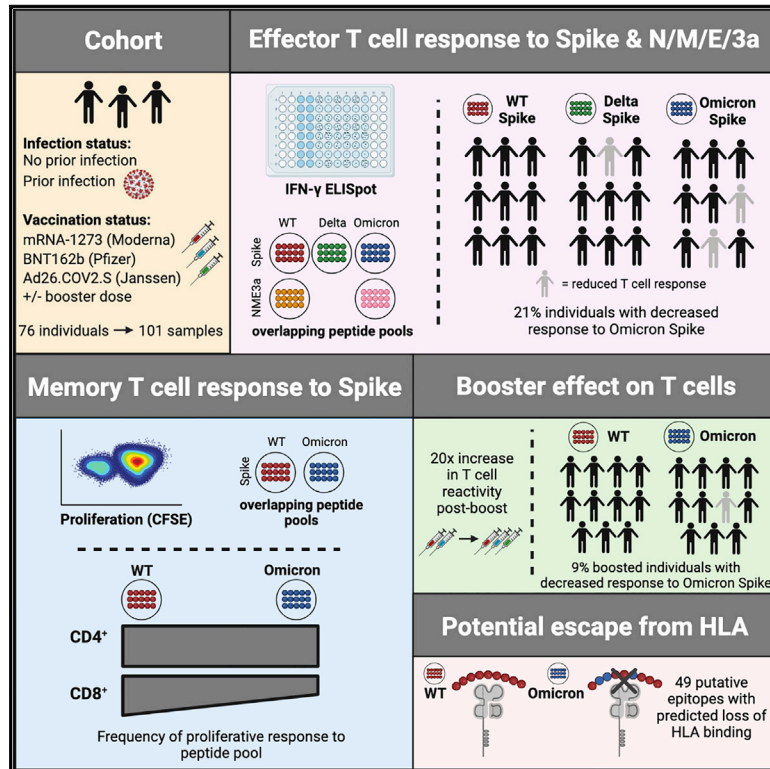 Cohort
Infection status:
No prior infection
Prior infection
Vaccination status:
mRNA-1273 (Moderna)
BNT162b (Pfizer)
Ad26.COV2.S (Janssen)
+/- booster dose
76 individuals → 101 samples
Effector T cell response to Spike & N/M/E/3a
IFN-γ ELISpot
WT Delta Omicron
Spike
NME3a
overlapping peptide pools
WT Spike
Delta Spike
Omicron Spike
= reduced T cell response
21% individuals with decreased
response to Omicron Spike
Memory T cell response to Spike
Proliferation (CFSE)
WT Omicron
Spike
overlapping peptide
pools
WT Omicron
CD4+
CD8+
Frequency of proliferative response to
peptide pool
Booster effect on T cells
20x increase
in T cell
reactivity
post-boost
WT Omicron
9% boosted individuals with
decreased response to Omicron Spike
Potential escape from HLA
WT
Omicron
49 putative
epitopes with
predicted loss of
HLA binding